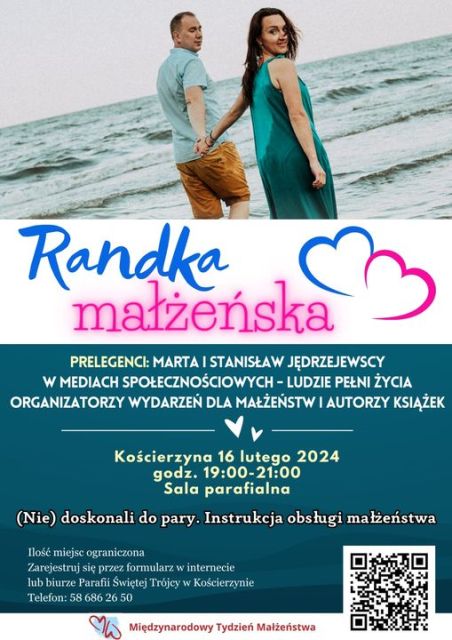 Randka
małżeńska
PRELEGENCI: MARTA I STANISŁAW JĘDRZEJEWSCY
W MEDIACH SPOŁECZNOŚCIOWYCH - LUDZIE PEŁNI ŻYCIA
ORGANIZATORZY WYDARZEŃ DLA MAŁŻEŃSTW I AUTORZY KSIĄŻEK
Kościerzyna 16 lutego 2024
godz. 19:00-21:00
Sala parafialna
(Nie) doskonali do pary. Instrukcja obsługi małżeństwa
Ilość miejsc ograniczona
Zarejestruj się przez formularz w internecie
lub biurze Parafii Świętej Trójcy w Kościerzynie
Telefon: 58 686 26 50
Międzynarodowy Tydzień Małżeństwa